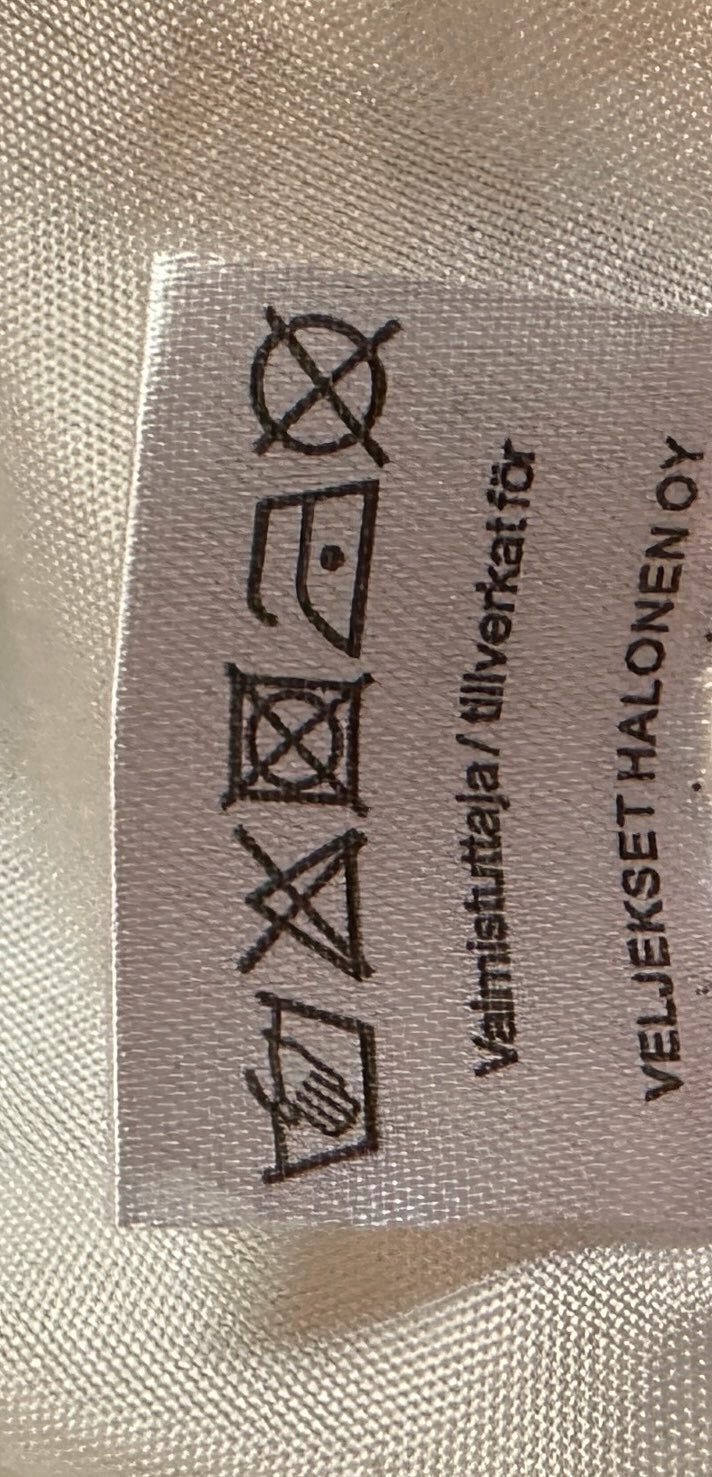 Valmistuttaja / tillverkat för
VELJEKSET HALONEN OY